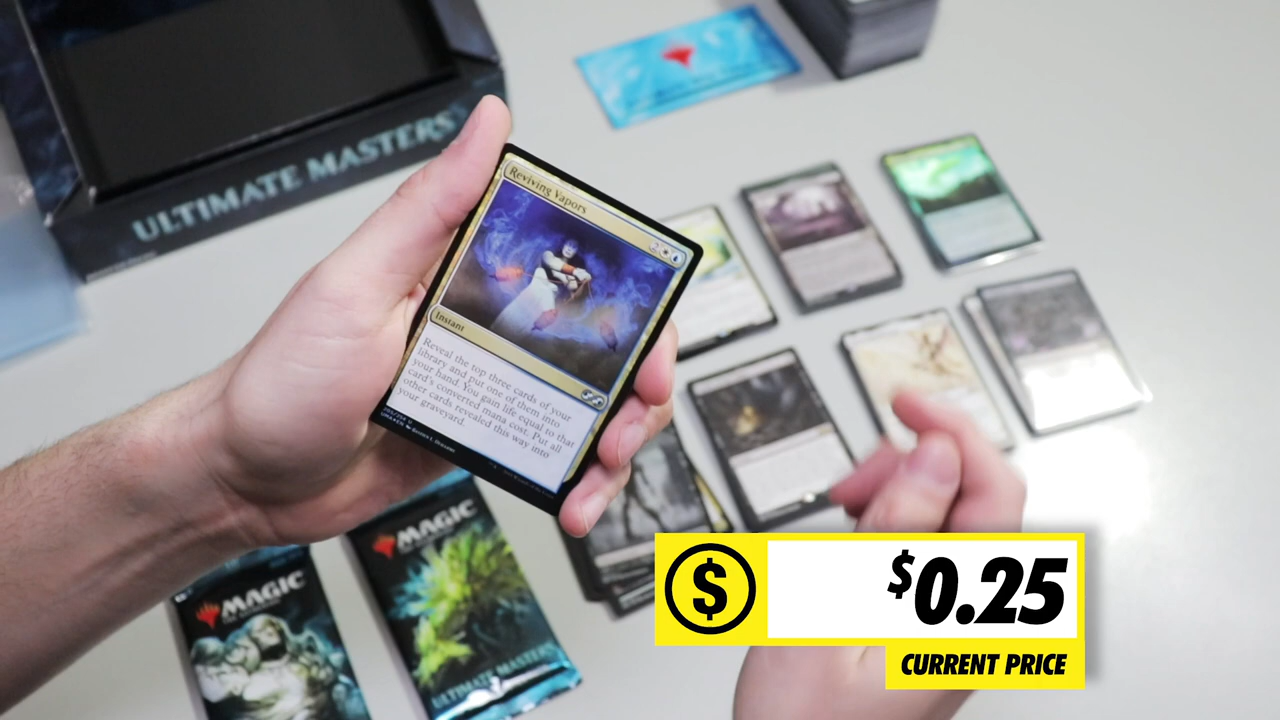 ULTIMATE MASTERS
Reviving Vapors
2
Instant
Reveal the top three cards of your
library and put one of them into
your hand. You gain life equal to that
card's converted mana cost. Put all
other cards revealed this way into
your graveyard.
MAGIC
MAGIC
ULTIMATE MASTERS
$
$0.25
CURRENT PRICE